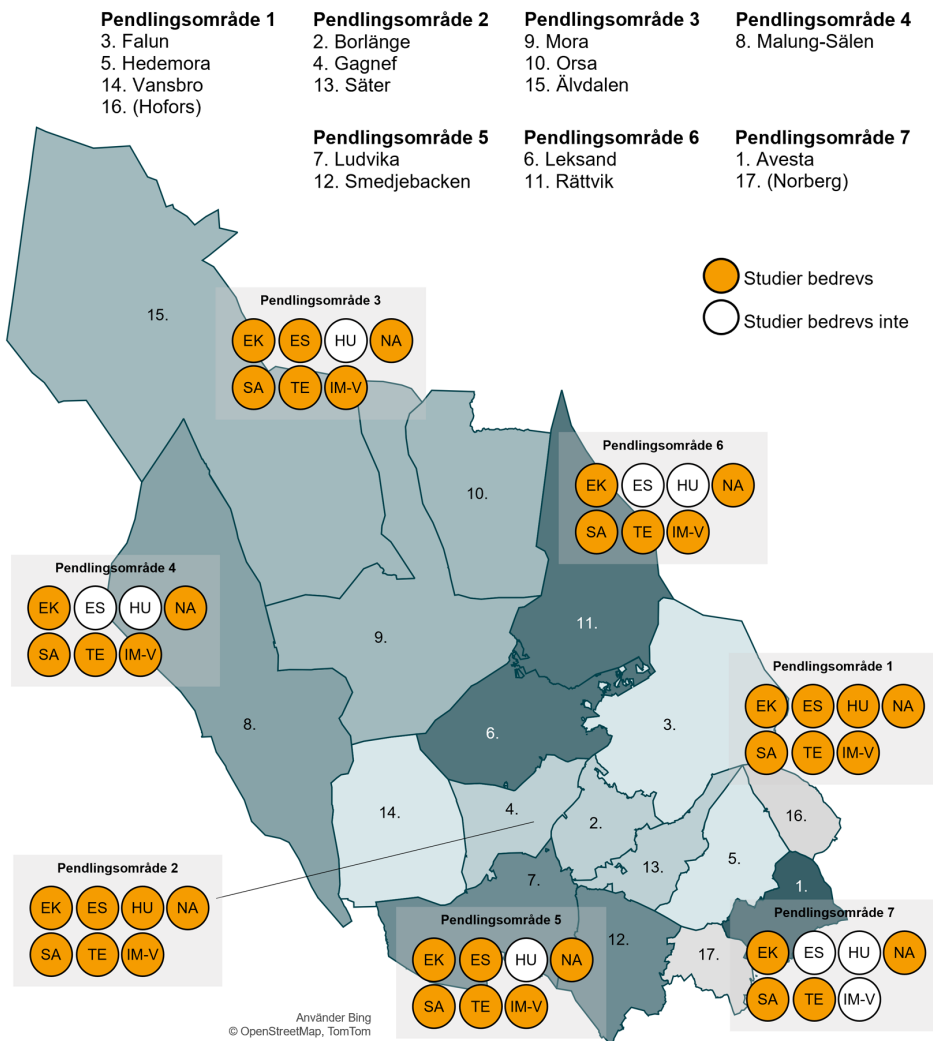 Pendlingsområde 1
3. Falun
5. Hedemora
14. Vansbro
16. (Hofors)
Pendlingsområde 2
2. Borlänge
4. Gagnef
13. Säter
Pendlingsområde 3
9. Mora
10. Orsa
15. Älvdalen
Pendlingsområde 4
8. Malung-Sälen
Pendlingsområde 5
7. Ludvika
12. Smedjebacken
Pendlingsområde 6
6. Leksand
11. Rättvik
Pendlingsområde 7
1. Avesta
17. (Norberg)
Studier bedrevs
Studier bedrevs inte
15.
Pendlingsområde 3
EK ES HU NA
SA TE IM-V
10.
Pendlingsområde 6
EK ES HU NA
SA TE IM-V
Pendlingsområde 4
EK ES HU NA
SA TE IM-V
11.
9.
Pendlingsområde 1
EK ES HU NA
SA TE IM-V
8.
6.
3.
14.
4.
2.
16.
13.
5.
Pendlingsområde 2
EK ES HU NA
SA TE IM-V
7.
1.
Pendlingsområde 5
EK ES HU NA
SA TE IM-V
12.
17.
Pendlingsområde 7
EK ES HU NA
SA TE IM-V
Använder Bing
© OpenStreetMap, TomTom